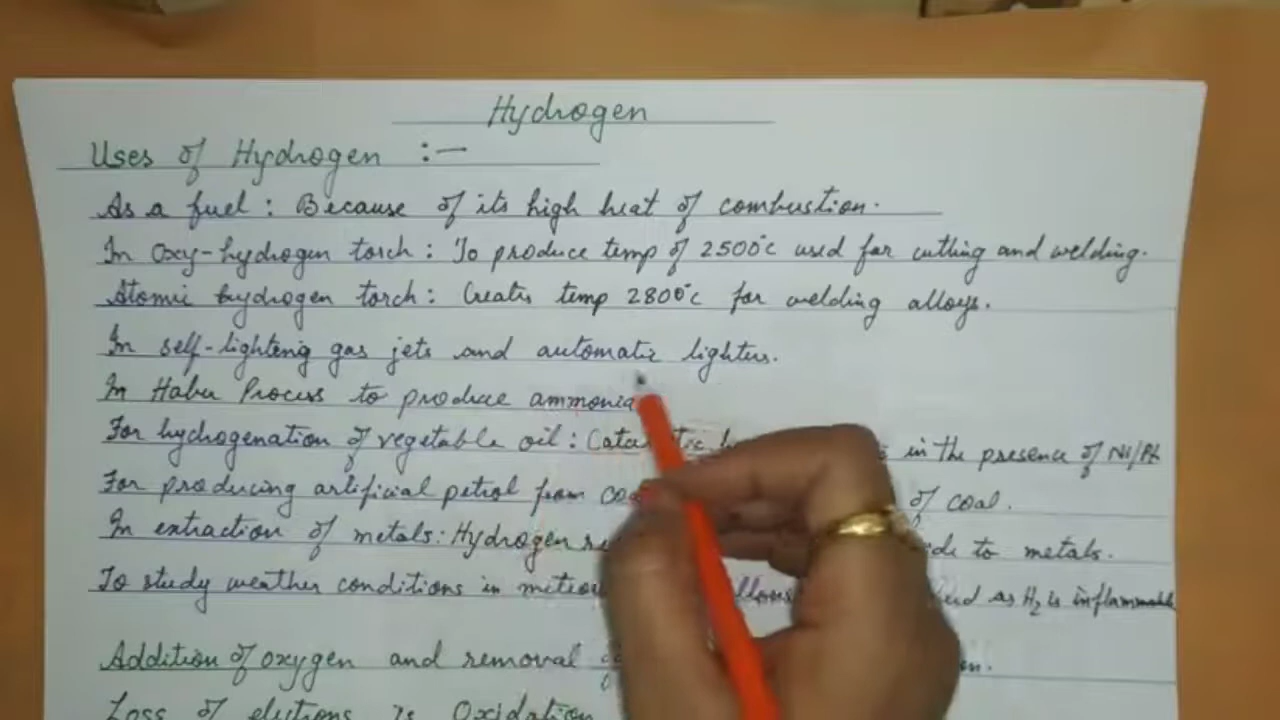 Hydrogen
Uses of Hydrogen :-
As a fuel : Because of its high heat of combustion.
In Oxy-hydrogen torch : To produce temp of 2500°C used for cutting and welding.
Atomic hydrogen torch : Creates temp 2800°C for welding alloys.
In self-lighting gas jets and automatic lighters.
In Haber Process to produce ammonia
For hydrogenation of vegetable oil : in the presence of Ni/Pt
For producing artificial petrol from of coal.
In extraction of metals : Hydrogen to metals.
To study weather conditions in as H₂ is inflammable
Addition of oxygen and removal
Loss of electrons is Oxidation